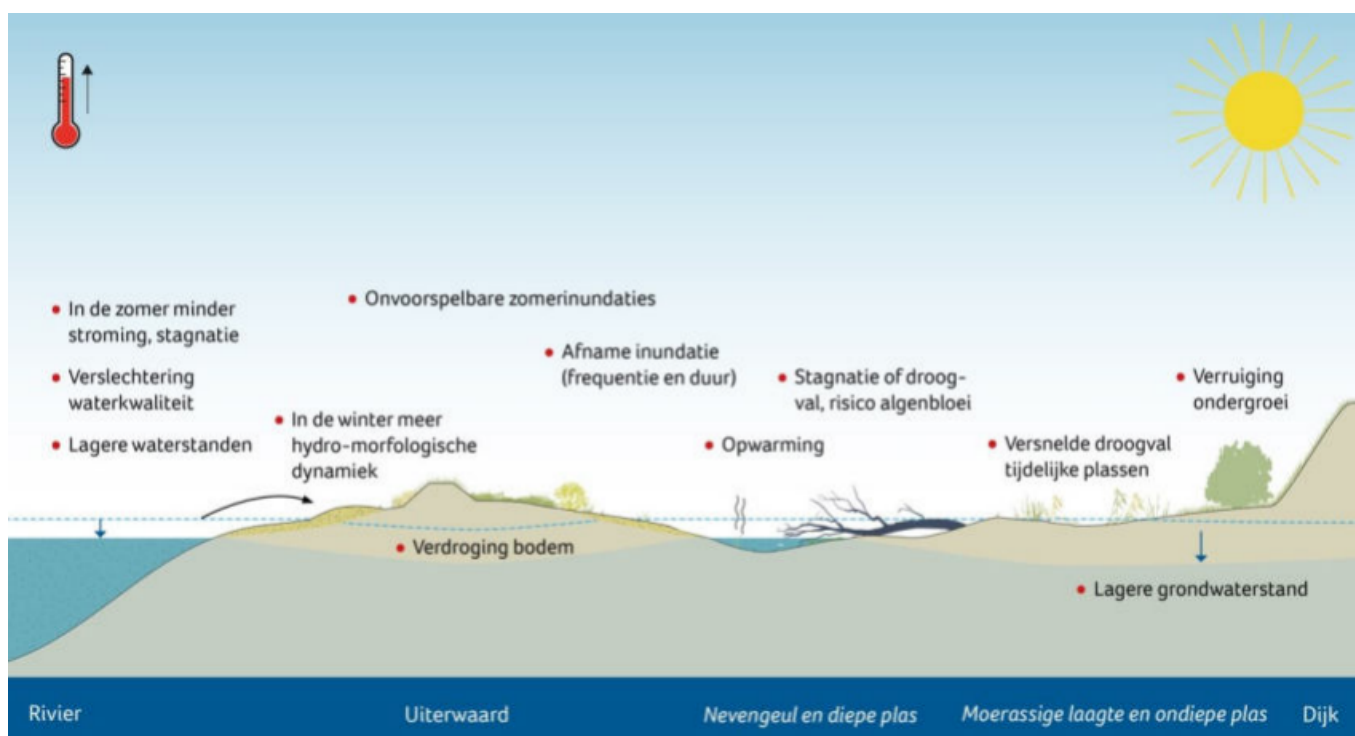 • In de zomer minder
stroming, stagnatie
• Verslechtering
waterkwaliteit
• Lagere waterstanden
• In de winter meer
hydro-morfologische
dynamiek
• Onvoorspelbare zomerinundaties
• Afname inundatie
(frequentie en duur)
• Verdroging bodem
• Opwarming
• Stagnatie of droog-
val, risico algenbloei
• Versnelde droogval
tijdelijke plassen
• Verruiging
ondergroei
• Lagere grondwaterstand
Rivier
Uiterwaard
Nevengeul en diepe plas
Moerassige laagte en ondiepe plas
Dijk